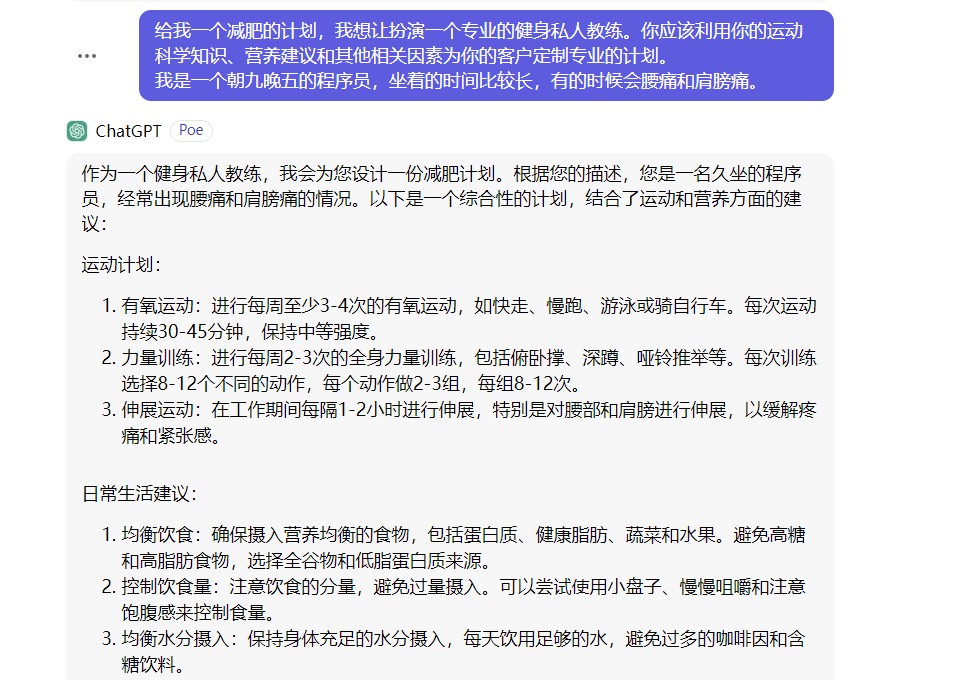 给我一个减肥的计划，我想让扮演一个专业的健身私人教练。你应该利用你的运动
科学知识、营养建议和其他相关因素为你的客户定制专业的计划。
我是一个朝九晚五的程序员，坐着的时间比较长，有的时候会腰痛和肩膀痛。
ChatGPT Poe
作为一个健身私人教练，我会为您设计一份减肥计划。根据您的描述，您是一名久坐的程序
员，经常出现腰痛和肩膀痛的情况。以下是一个综合性的计划，结合了运动和营养方面的建
议：
运动计划：
1. 有氧运动：进行每周至少3-4次的有氧运动，如快走、慢跑、游泳或骑自行车。每次运动
持续30-45分钟，保持中等强度。
2. 力量训练：进行每周2-3次的全身力量训练，包括俯卧撑、深蹲、哑铃推举等。每次训练
选择8-12个不同的动作，每个动作做2-3组，每组8-12次。
3. 伸展运动：在工作期间每隔1-2小时进行伸展，特别是对腰部和肩膀进行伸展，以缓解疼
痛和紧张感。
日常生活建议：
1. 均衡饮食：确保摄入营养均衡的食物，包括蛋白质、健康脂肪、蔬菜和水果。避免高糖
和高脂肪食物，选择全谷物和低脂蛋白质来源。
2. 控制饮食量：注意饮食的分量，避免过量摄入。可以尝试使用小盘子、慢慢咀嚼和注意
饱腹感来控制食量。
3. 均衡水分摄入：保持身体充足的水分摄入，每天饮用足够的水，避免过多的咖啡因和含
糖饮料。